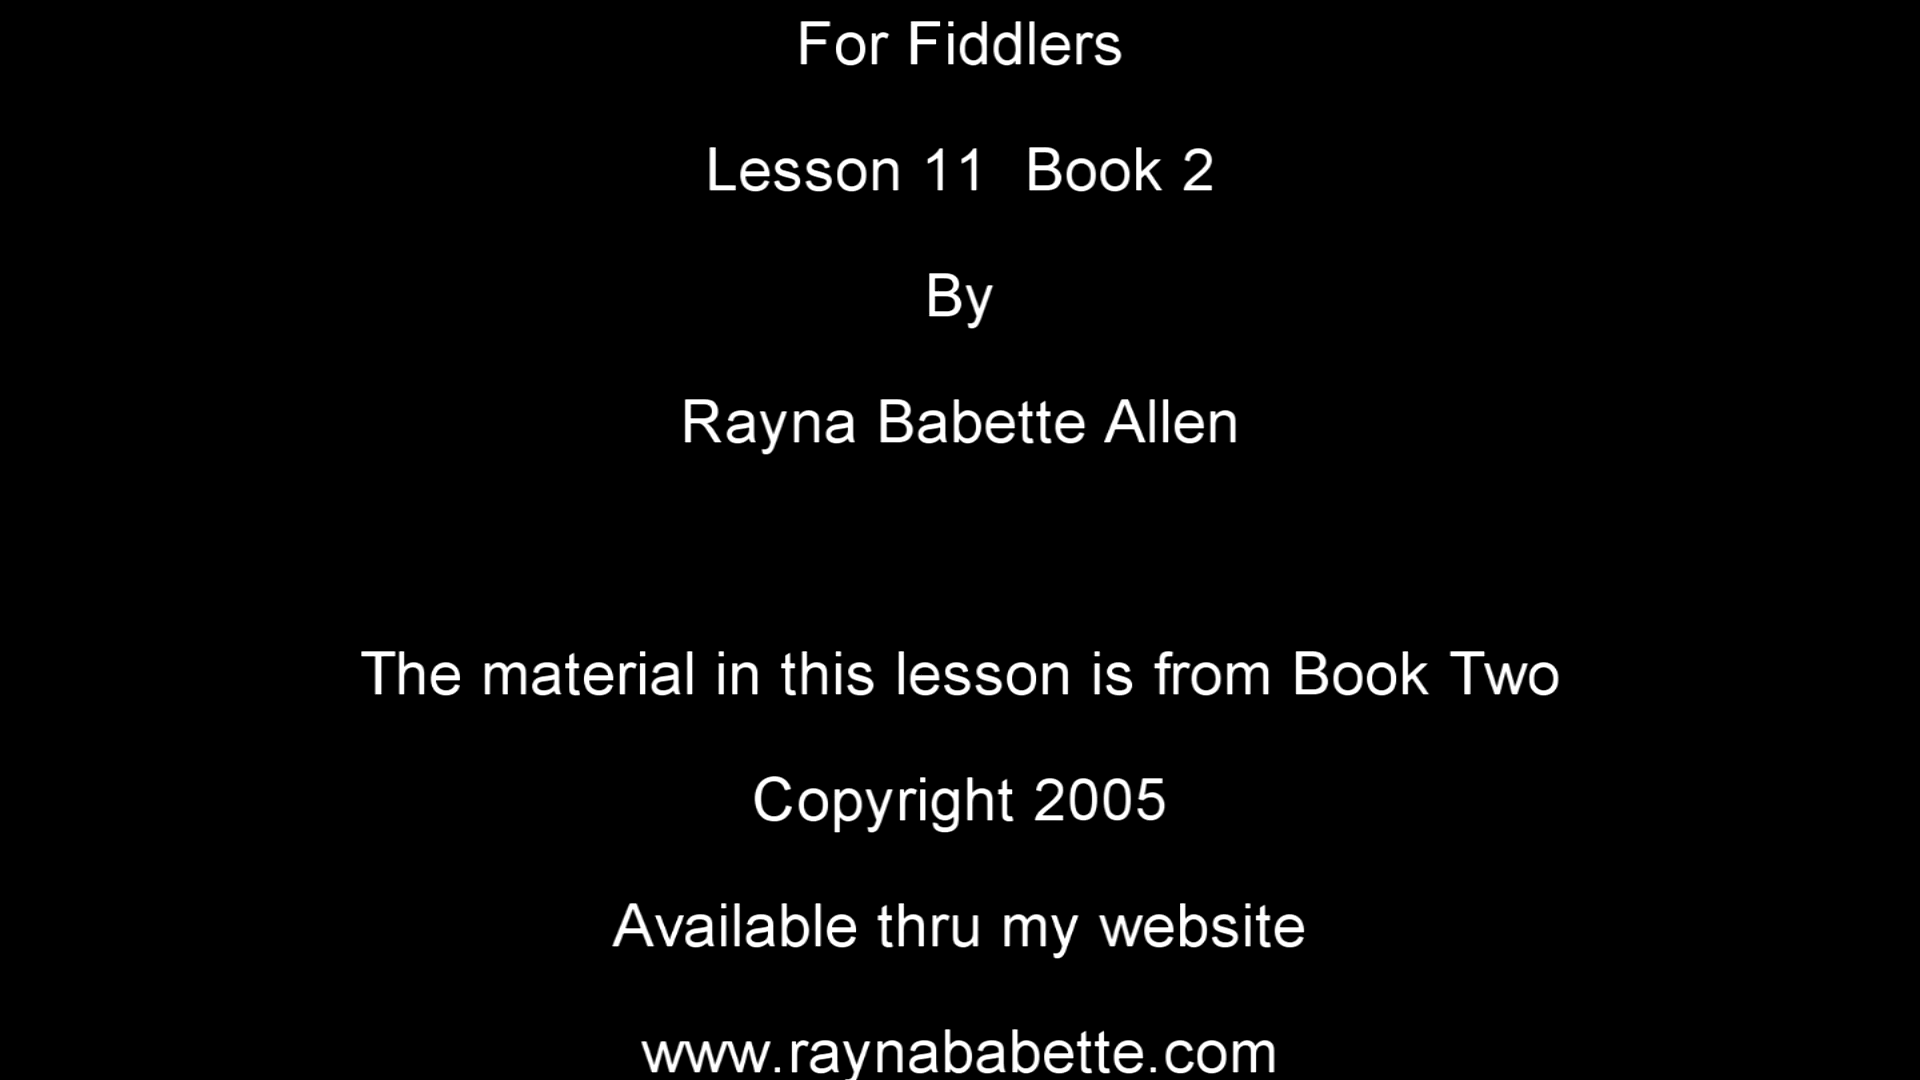 For Fiddlers
Lesson 11  Book 2
By
Rayna Babette Allen
The material in this lesson is from Book Two
Copyright 2005
Available thru my website
www.raynababette.com